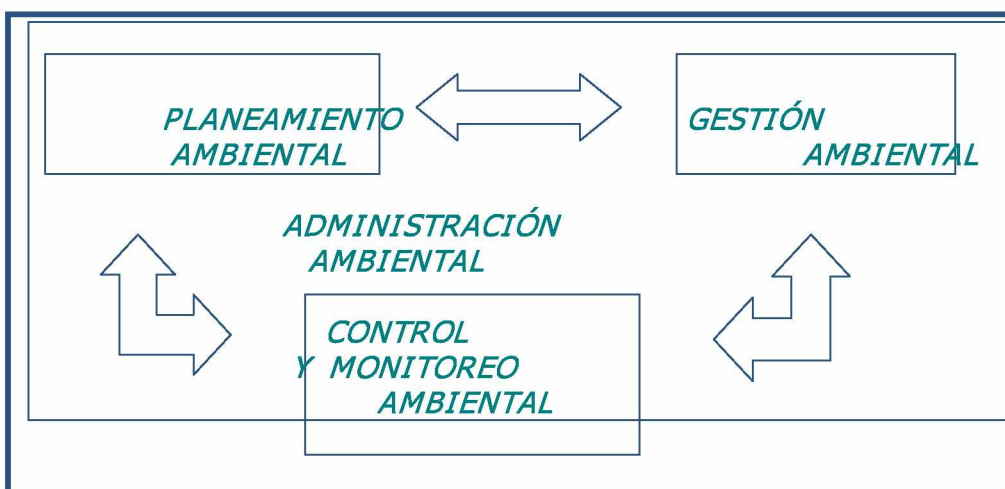 PLANEAMIENTO
AMBIENTAL
GESTIÓN
AMBIENTAL
ADMINISTRACIÓN
AMBIENTAL
CONTROL
Y MONITOREO
AMBIENTAL